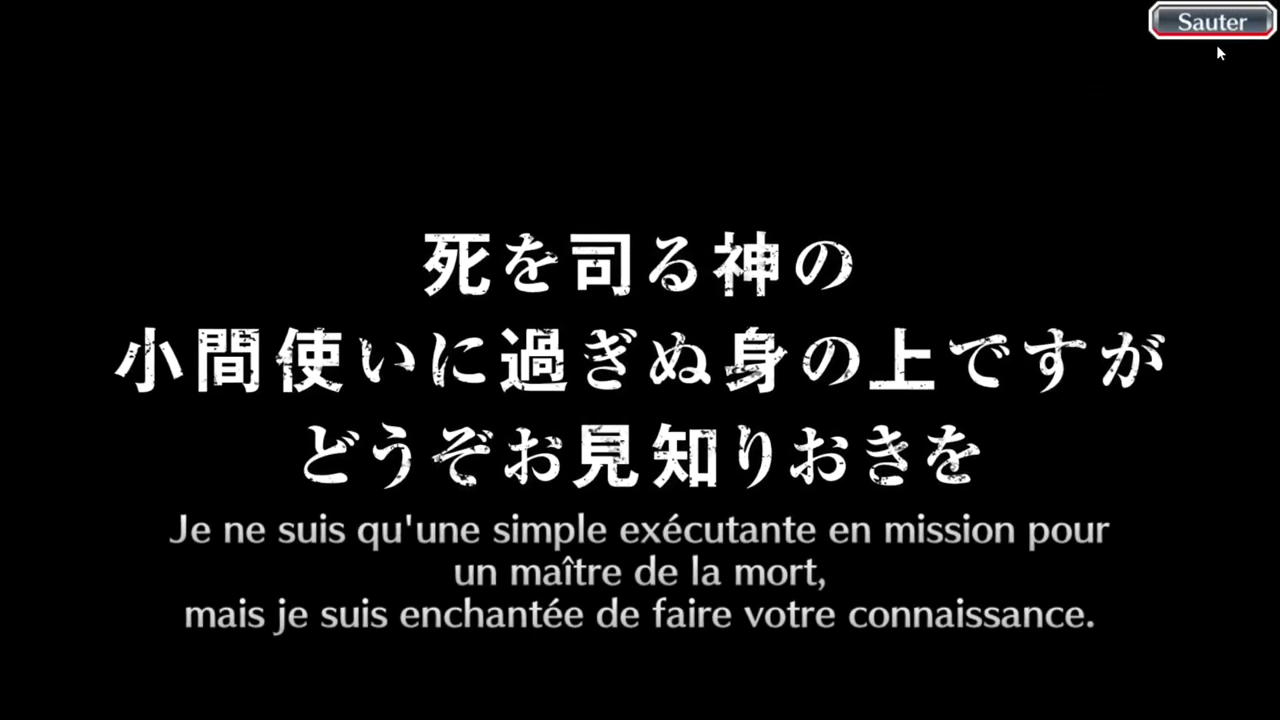 Sauter
死を司る神の
小間使いに過ぎぬ身の上ですが
どうぞお見知りおきを
Je ne suis qu'une simple exécutante en mission pour
un maître de la mort,
mais je suis enchantée de faire votre connaissance.